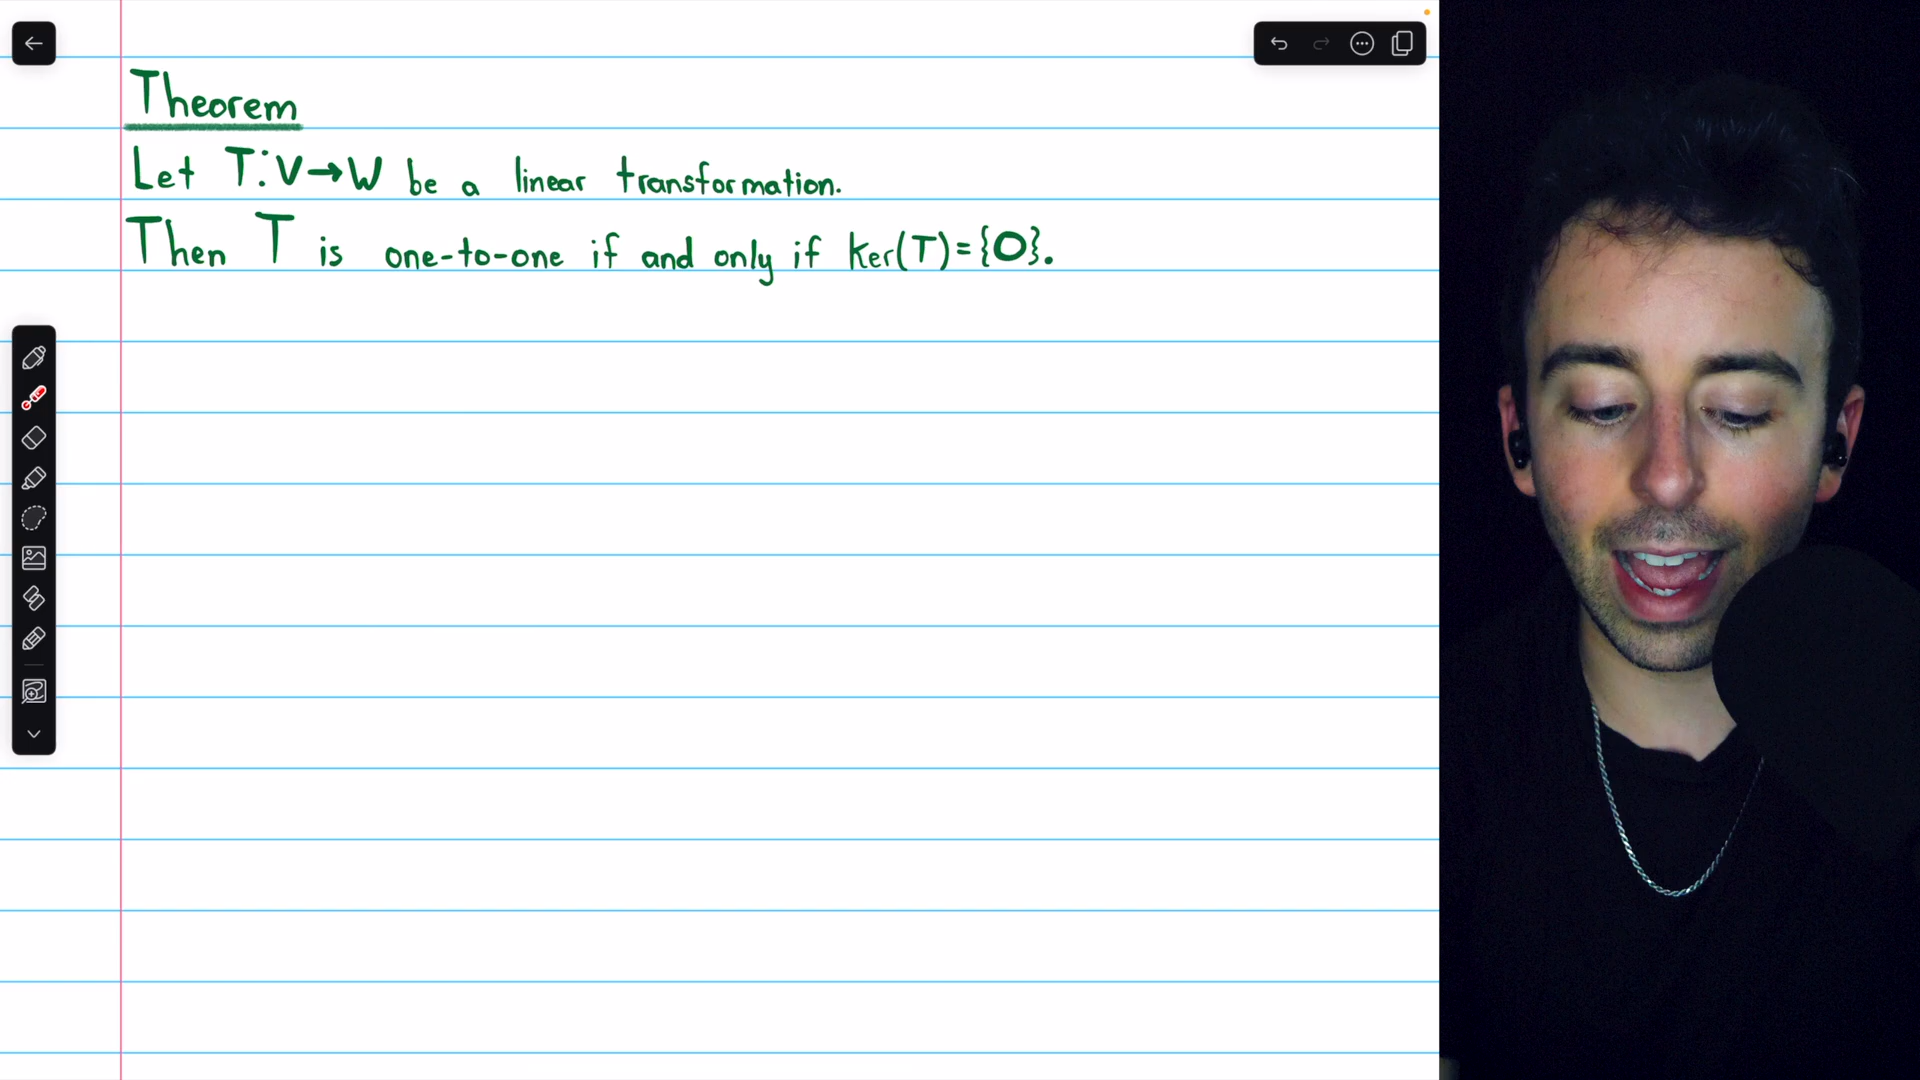 Theorem
Let T:V→W be a linear transformation.
Then T is one-to-one if and only if Ker(T)={0}.